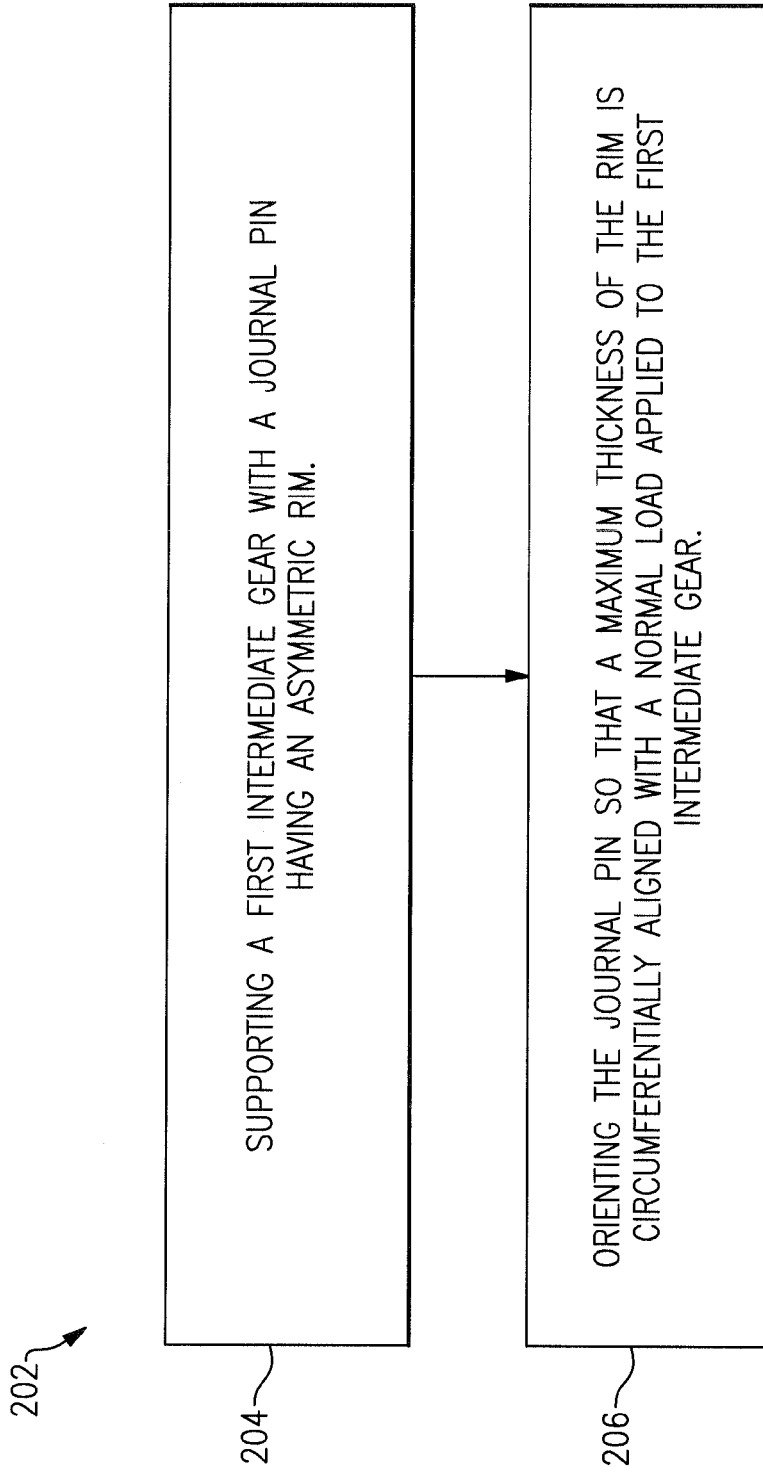 202
204
SUPPORTING A FIRST INTERMEDIATE GEAR WITH A JOURNAL PIN
HAVING AN ASYMMETRIC RIM.
206
ORIENTING THE JOURNAL PIN SO THAT A MAXIMUM THICKNESS OF THE RIM IS
CIRCUMFERENTIALLY ALIGNED WITH A NORMAL LOAD APPLIED TO THE FIRST
INTERMEDIATE GEAR.